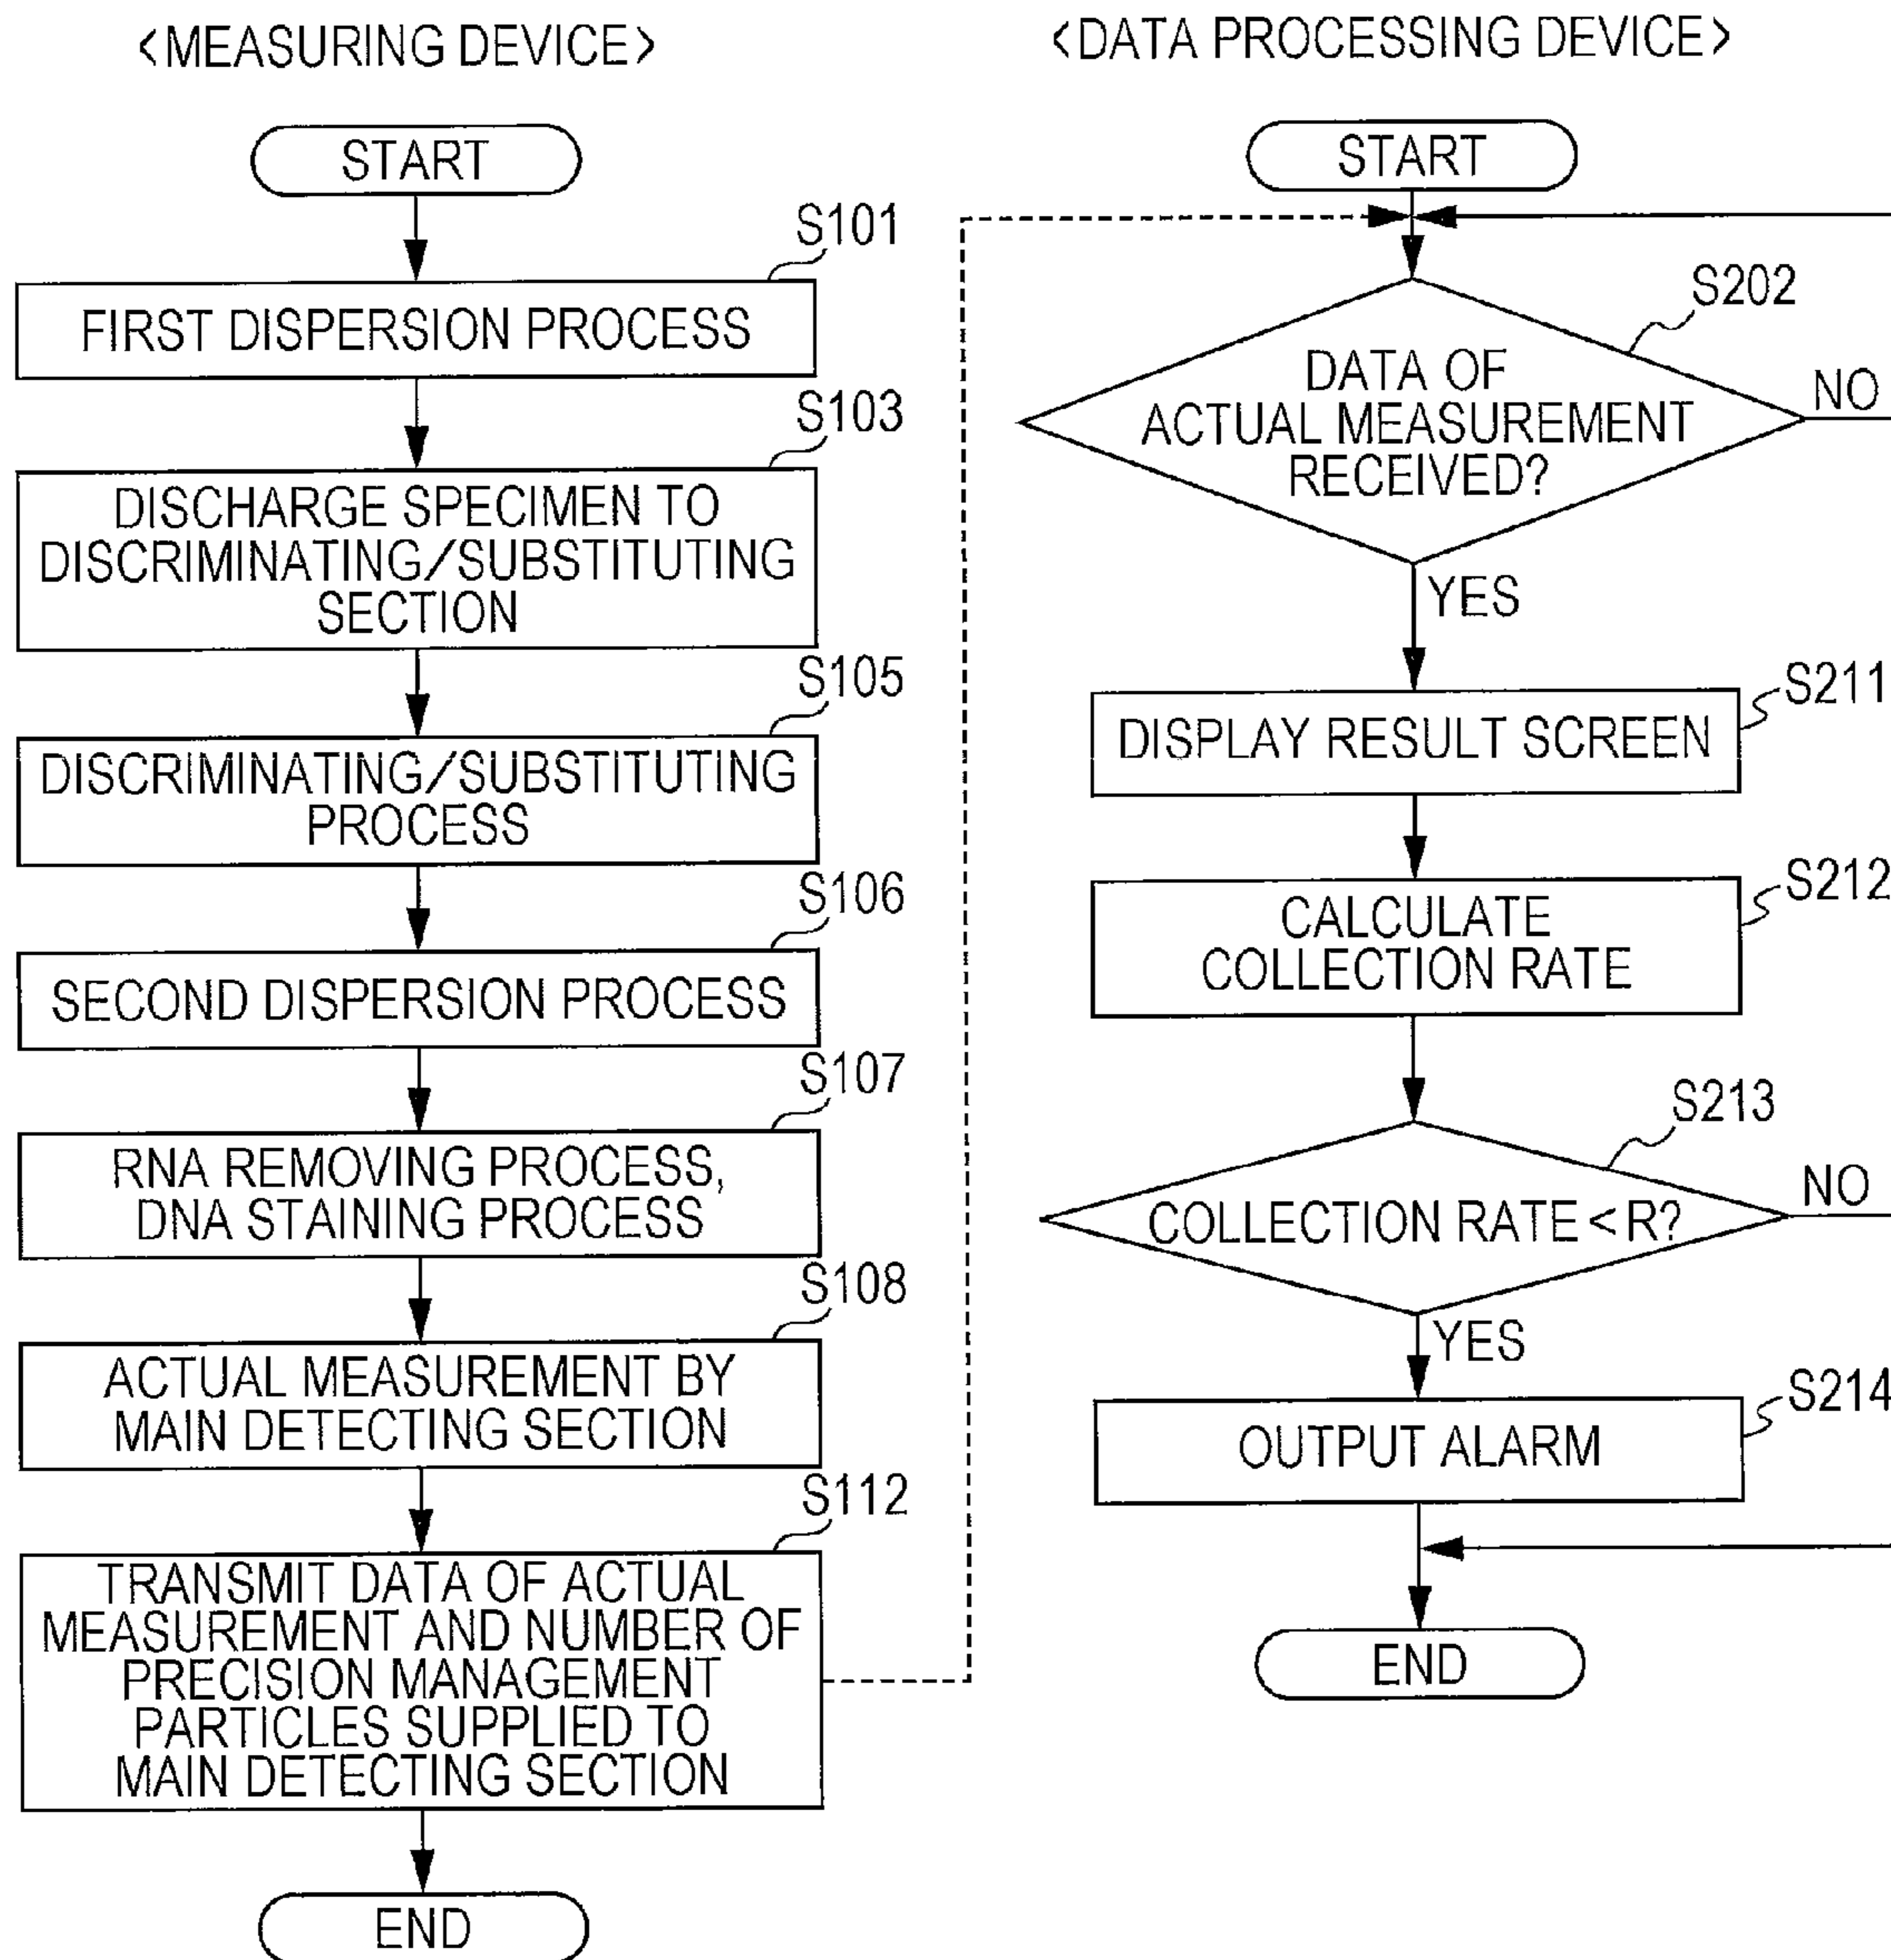 <MEASURING DEVICE>
START
S101
FIRST DISPERSION PROCESS
S103
DISCHARGE SPECIMEN TO
DISCRIMINATING/SUBSTITUTING
SECTION
S105
DISCRIMINATING/SUBSTITUTING
PROCESS
S106
SECOND DISPERSION PROCESS
S107
RNA REMOVING PROCESS,
DNA STAINING PROCESS
S108
ACTUAL MEASUREMENT BY
MAIN DETECTING SECTION
S112
TRANSMIT DATA OF ACTUAL
MEASUREMENT AND NUMBER OF
PRECISION MANAGEMENT
PARTICLES SUPPLIED TO
MAIN DETECTING SECTION
END
<DATA PROCESSING DEVICE>
START
S202
DATA OF
ACTUAL MEASUREMENT
RECEIVED?
NO
YES
S211
DISPLAY RESULT SCREEN
S212
CALCULATE
COLLECTION RATE
S213
COLLECTION RATE < R?
NO
YES
S214
OUTPUT ALARM
END